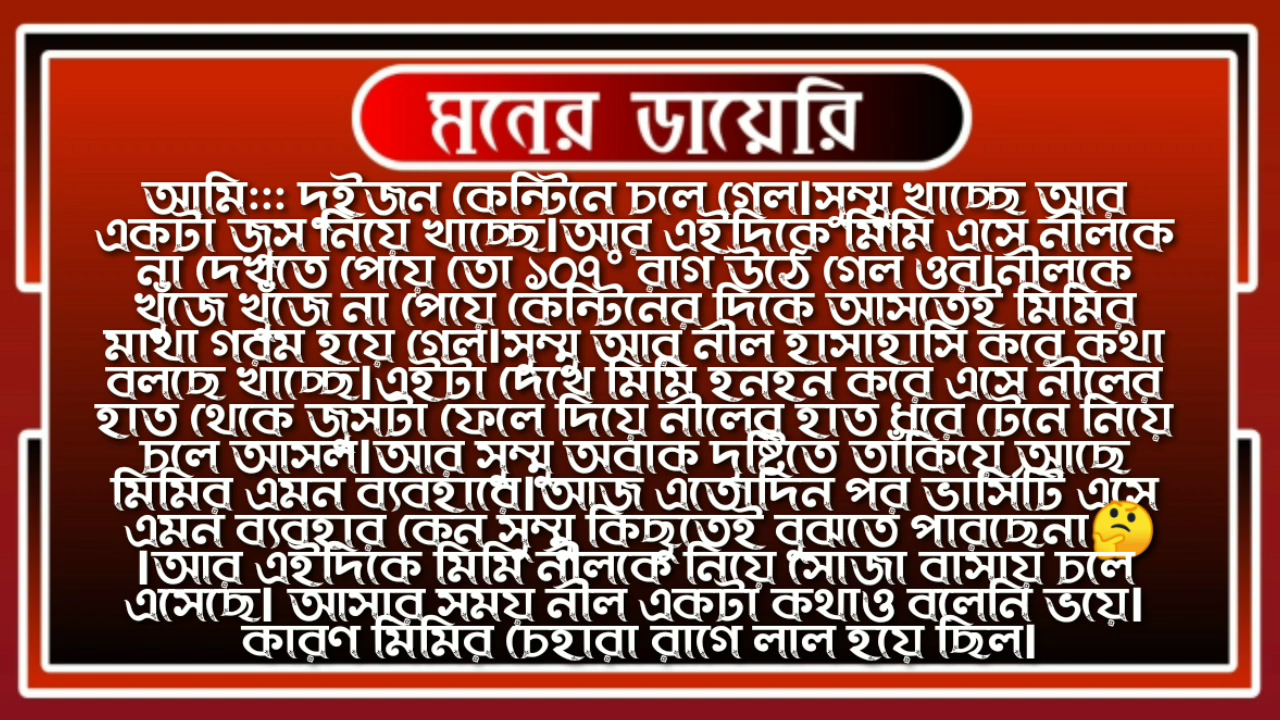 মনের ডায়েরি
আমি::: দুইজন কেন্টিনে চলে গেল।সুম্মু খাচ্ছে আর
একটা জুস নিয়ে খাচ্ছে।আর এইদিকে মিমি এসে নীলকে
না দেখতে পেয়ে তো ১০৭° রাগ উঠে গেল ওর।নীলকে
খুঁজে খুঁজে না পেয়ে কেন্টিনের দিকে আসতেই মিমির
মাথা গরম হয়ে গেল।সুম্মু আর নীল হাসাহাসি করে কথা
বলছে খাচ্ছে।এইটা দেখে মিমি হনহন করে এসে নীলের
হাত থেকে জুসটা ফেলে দিয়ে নীলের হাত ধরে টেনে নিয়ে
চলে আসল।আর সুম্মু অবাক দৃষ্টিতে তাঁকিয়ে আছে
মিমির এমন ব্যবহারে।আজ এতোদিন পর ভার্সিটি এসে
এমন ব্যবহার কেন সুম্মু কিছুতেই বুঝতে পারছেনা🤔
।আর এইদিকে মিমি নীলকে নিয়ে সোজা বাসায় চলে
এসেছে। আসার সময় নীল একটা কথাও বলেনি ভয়ে।
কারণ মিমির চেহারা রাগে লাল হয়ে ছিল।